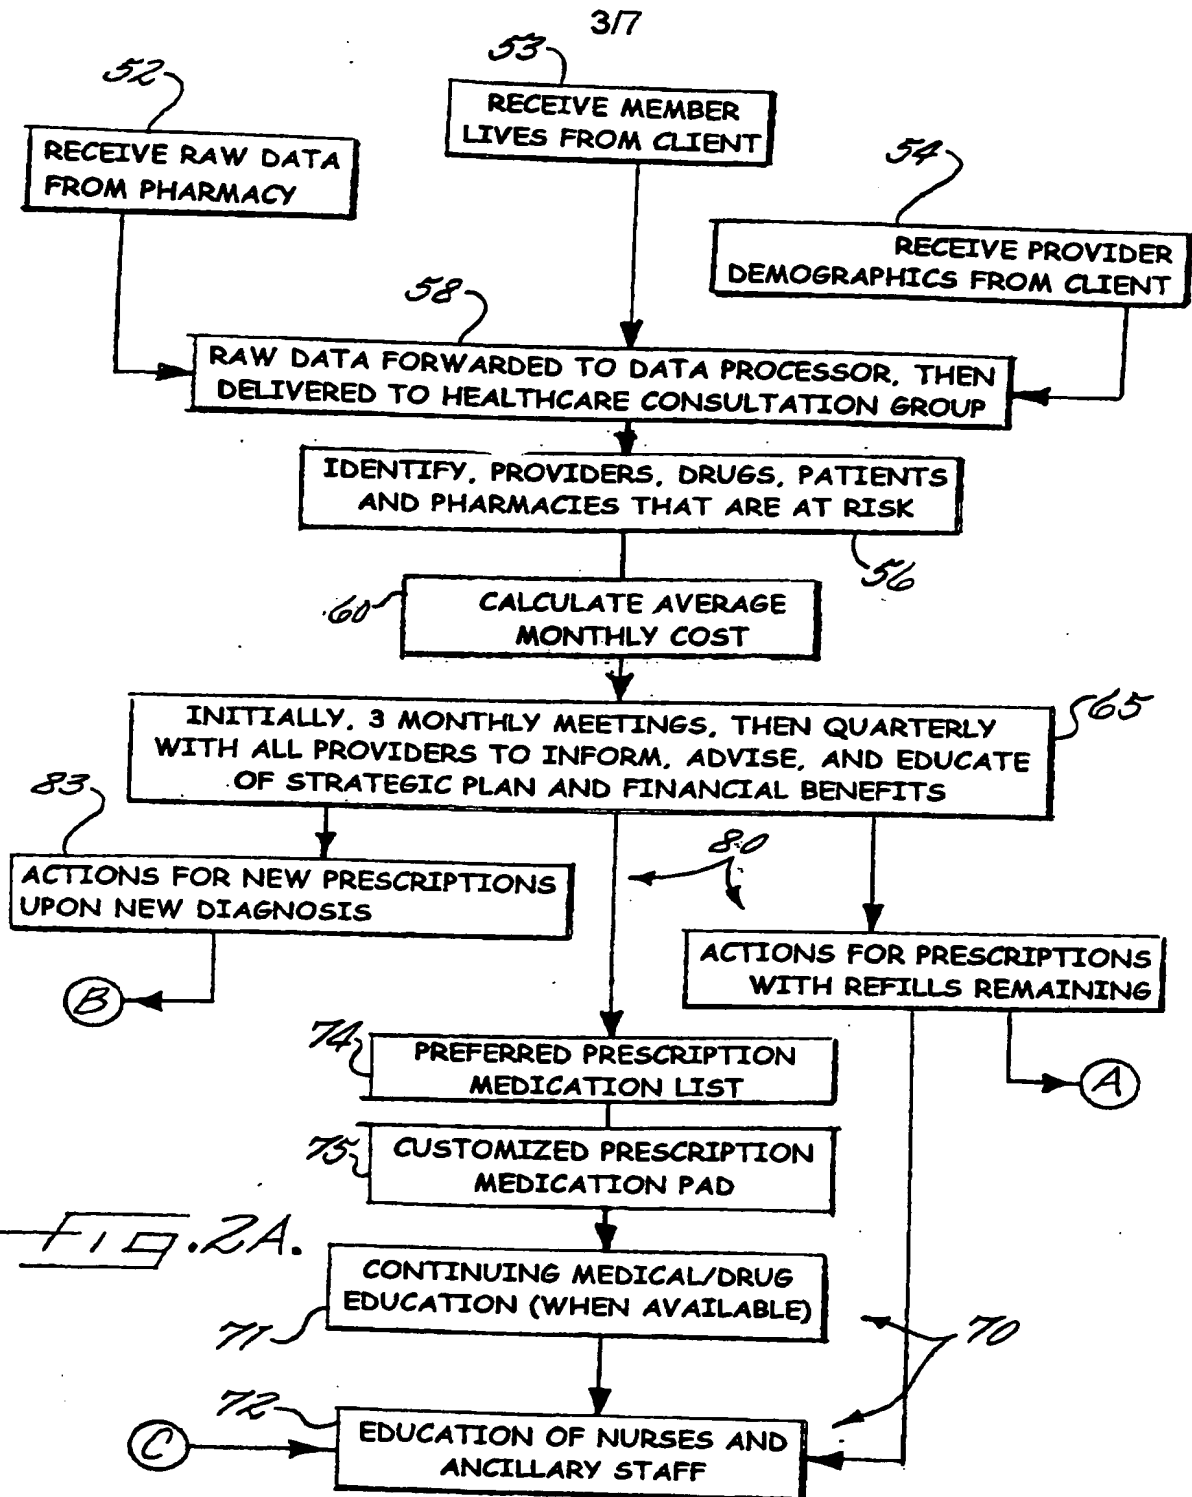 3/7
53
52
RECEIVE MEMBER
LIVES FROM CLIENT
RECEIVE RAW DATA
FROM PHARMACY
54
RECEIVE PROVIDER
DEMOGRAPHICS FROM CLIENT
58
RAW DATA FORWARDED TO DATA PROCESSOR, THEN
DELIVERED TO HEALTHCARE CONSULTATION GROUP
IDENTIFY, PROVIDERS, DRUGS, PATIENTS
AND PHARMACIES THAT ARE AT RISK
56
60
CALCULATE AVERAGE
MONTHLY COST
65
INITIALLY, 3 MONTHLY MEETINGS, THEN QUARTERLY
WITH ALL PROVIDERS TO INFORM, ADVISE, AND EDUCATE
OF STRATEGIC PLAN AND FINANCIAL BENEFITS
83
80
ACTIONS FOR NEW PRESCRIPTIONS
UPON NEW DIAGNOSIS
ACTIONS FOR PRESCRIPTIONS
WITH REFILLS REMAINING
B
74
PREFERRED PRESCRIPTION
MEDICATION LIST
A
75
CUSTOMIZED PRESCRIPTION
MEDICATION PAD
FIG. 2A.
CONTINUING MEDICAL/DRUG
EDUCATION (WHEN AVAILABLE)
71
70
72
C
EDUCATION OF NURSES AND
ANCILLARY STAFF